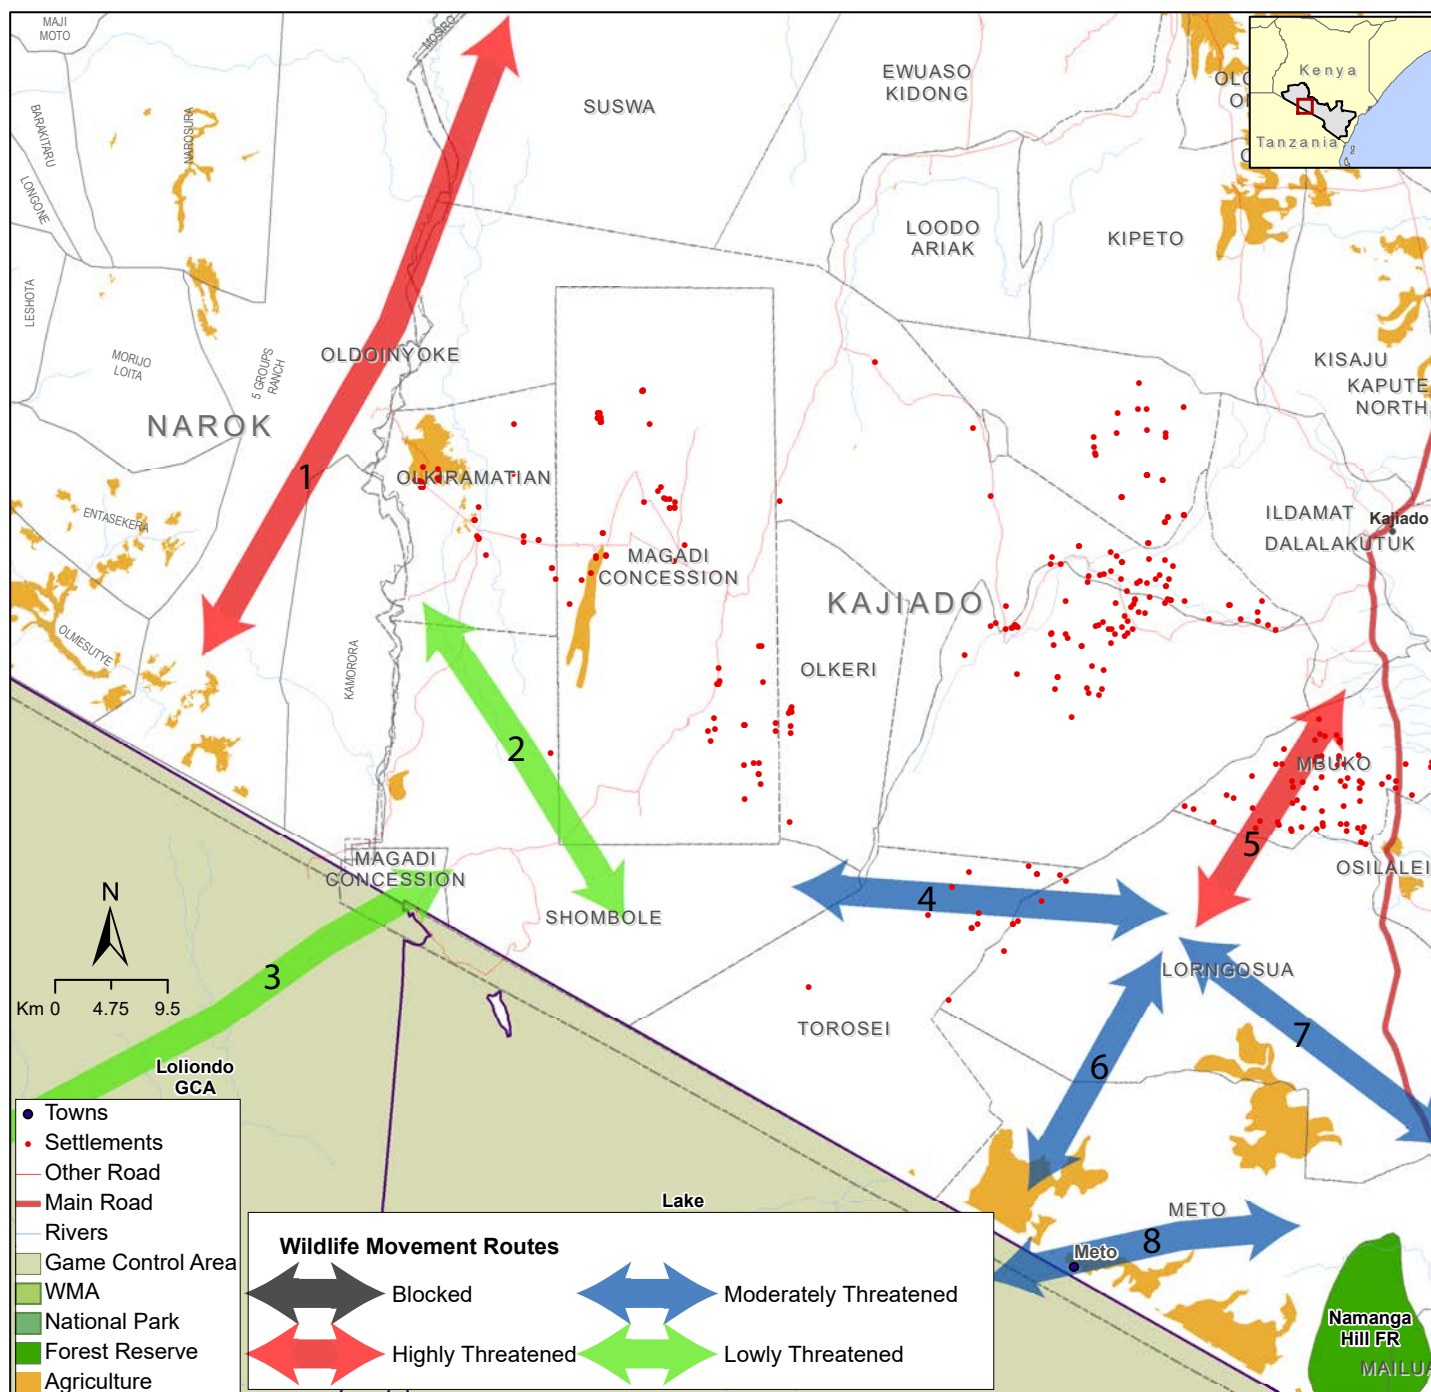 MAJI
MOTO
MOSIRO
SUSWA
EWUASO
KIDONG
Kenya
Tanzania
BARAKITARU
NAROSURA
LONGONE
LOODO
ARIAK
KIPETO
LESHOTA
MORIJO
LOITA
5 GROUPS
RANCH
OLDOINYOKE
KISAJU
KAPUTE
NORTH
NAROK
1
OLKIRAMATIAN
ENTASEKERA
ILDAMAT
Kajiado
DALALAKUTUK
MAGADI
CONCESSION
KAJIADO
OLMESUTYE
KAMORORA
OLKERI
2
MBUKO
5
MAGADI
CONCESSION
OSILALEI
4
SHOMBOLE
N
3
LORNGOSUA
Km 0 4.75 9.5
TOROSEI
7
6
Loliondo
GCA
Lake
METO
8
Meto
Namanga
Hill FR
Towns
Settlements
Other Road
Main Road
Rivers
Game Control Area
WMA
National Park
Forest Reserve
Agriculture
Wildlife Movement Routes
Blocked
Moderately Threatened
Highly Threatened
Lowly Threatened